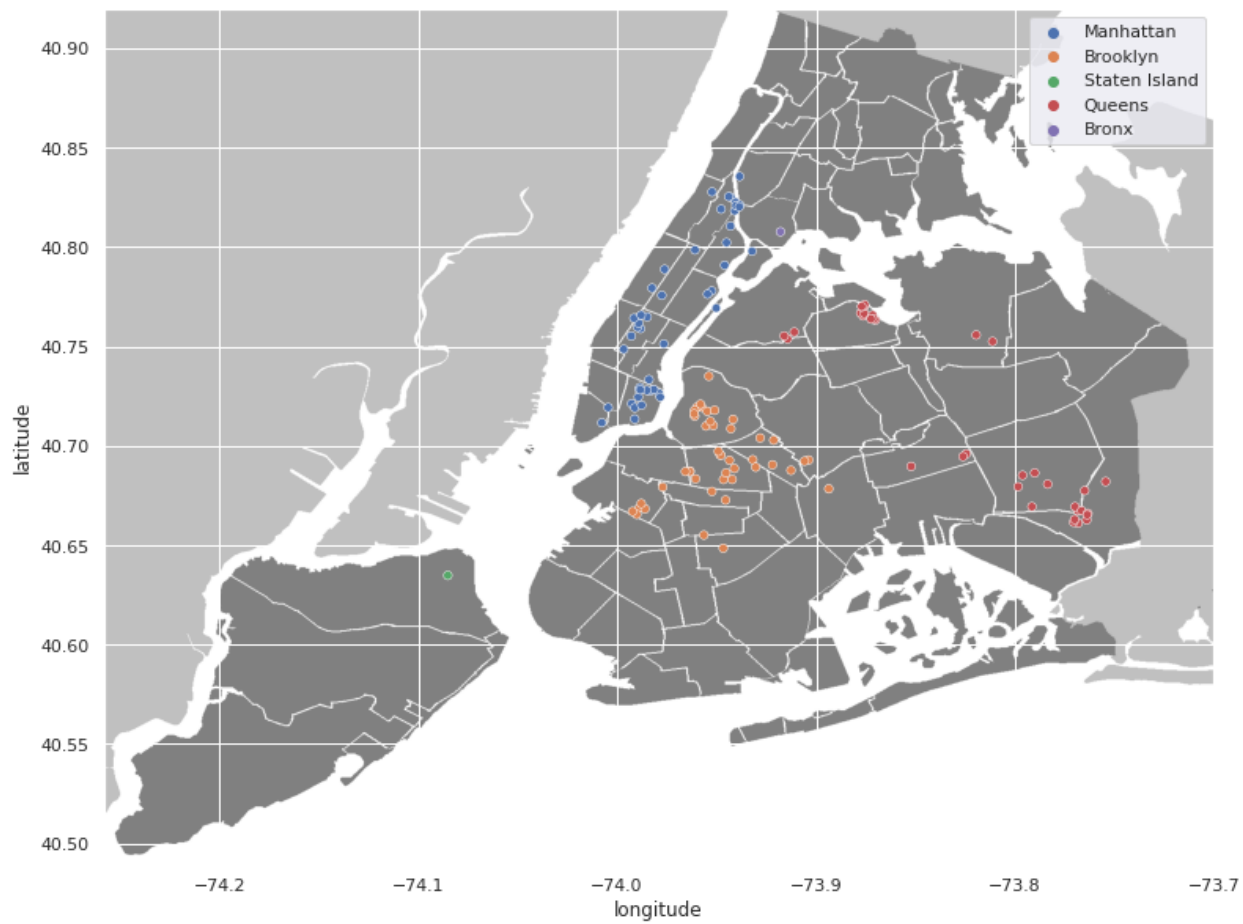 Manhattan
Brooklyn
Staten Island
Queens
Bronx
40.90
40.85
40.80
40.75
40.70
40.65
40.60
40.55
40.50
latitude
−74.2
−74.1
−74.0
−73.9
−73.8
−73.7
longitude